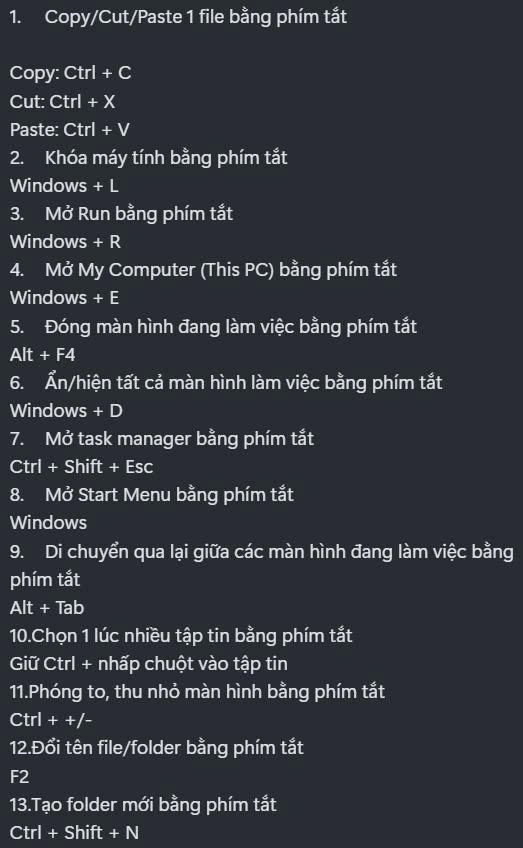 1. Copy/Cut/Paste 1 file bằng phím tắt
Copy: Ctrl + C
Cut: Ctrl + X
Paste: Ctrl + V
2. Khóa máy tính bằng phím tắt
Windows + L
3. Mở Run bằng phím tắt
Windows + R
4. Mở My Computer (This PC) bằng phím tắt
Windows + E
5. Đóng màn hình đang làm việc bằng phím tắt
Alt + F4
6. Ẩn/hiện tất cả màn hình làm việc bằng phím tắt
Windows + D
7. Mở task manager bằng phím tắt
Ctrl + Shift + Esc
8. Mở Start Menu bằng phím tắt
Windows
9. Di chuyển qua lại giữa các màn hình đang làm việc bằng
phím tắt
Alt + Tab
10.Chọn 1 lúc nhiều tập tin bằng phím tắt
Giữ Ctrl + nhấp chuột vào tập tin
11.Phóng to, thu nhỏ màn hình bằng phím tắt
Ctrl + +/-
12.Đổi tên file/folder bằng phím tắt
F2
13.Tạo folder mới bằng phím tắt
Ctrl + Shift + N